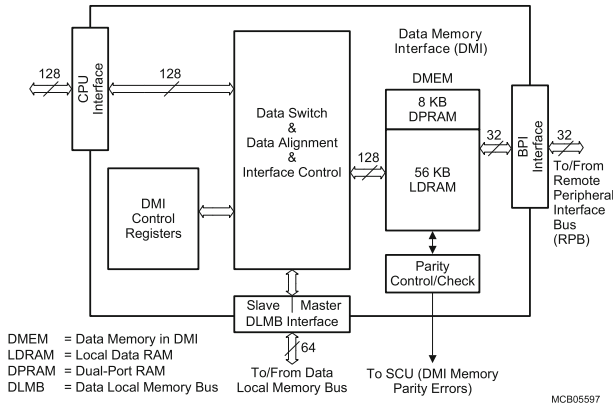 Data Memory
Interface (DMI)
CPU
Interface
128
128
Data Switch
&
Data Alignment
&
Interface Control
DMEM
8 KB
DPRAM
56 KB
LDRAM
128
32
BPI
Interface
32
To/From
Remote
Peripheral
Interface
Bus
(RPB)
DMI
Control
Registers
Parity
Control/Check
Slave Master
DLMB Interface
64
To/From Data
Local Memory Bus
To SCU (DMI Memory
Parity Errors)
DMEM = Data Memory in DMI
LDRAM = Local Data RAM
DPRAM = Dual-Port RAM
DLMB = Data Local Memory Bus
MCB05597